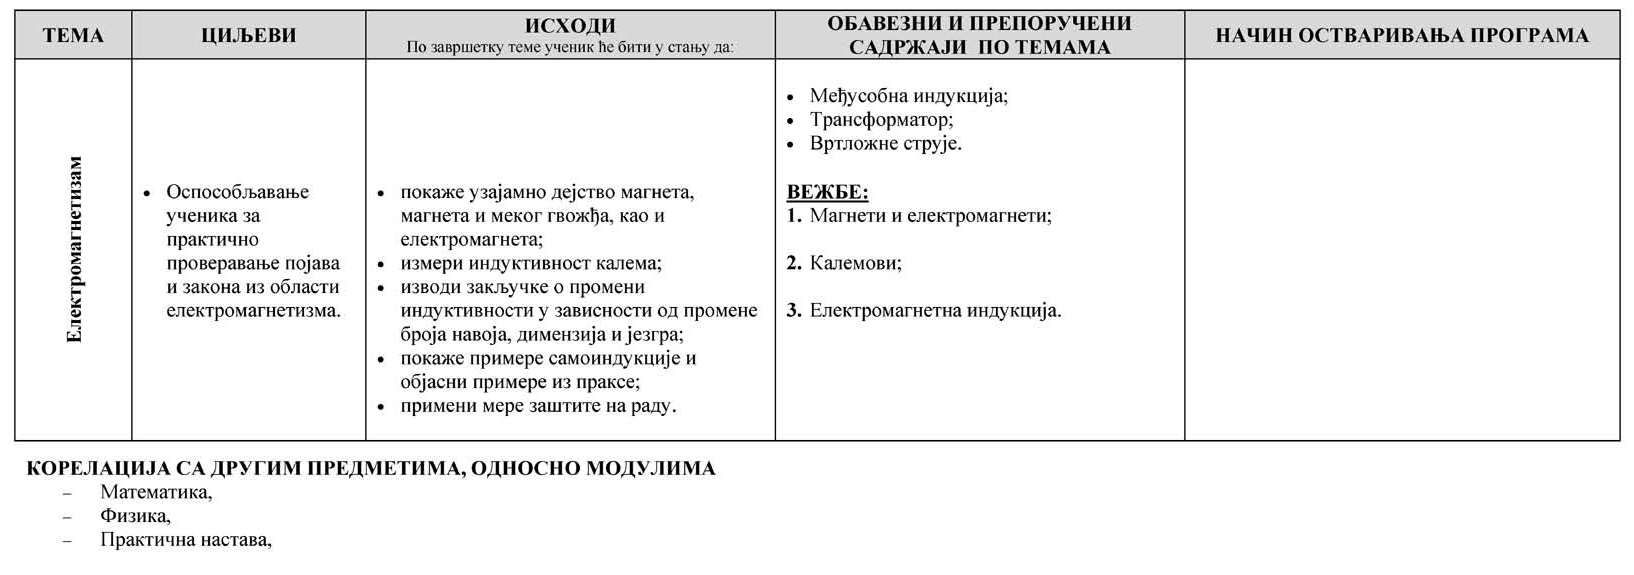 ТЕМА
ЦИЉЕВИ
ИСХОДИ
По завршетку теме ученик ће бити у стању да:
ОБАВЕЗНИ И ПРЕПОРУЧЕНИ
САДРЖАЈИ ПО ТЕМАМА
НАЧИН ОСТВАРИВАЊА ПРОГРАМА
Електромагнетизам
• Оспособљавање
ученика за
практично
проверавање појава
и закона из области
електромагнетизма.
• покаже узајамно дејство магнета,
магнета и меког гвожђа, као и
електромагнета;
• измери индуктивност калема;
• изводи закључке о промени
индуктивности у зависности од промене
броја навоја, димензија и језгра;
• покаже примере самоиндукције и
објасни примере из праксе;
• примени мере заштите на раду.
• Међусобна индукција;
• Трансформатор;
• Вртложне струје.
ВЕЖБЕ:
1. Магнети и електромагнети;
2. Калемови;
3. Електромагнетна индукција.
КОРЕЛАЦИЈА СА ДРУГИМ ПРЕДМЕТИМА, ОДНОСНО МОДУЛИМА
– Математика,
– Физика,
– Практична настава,